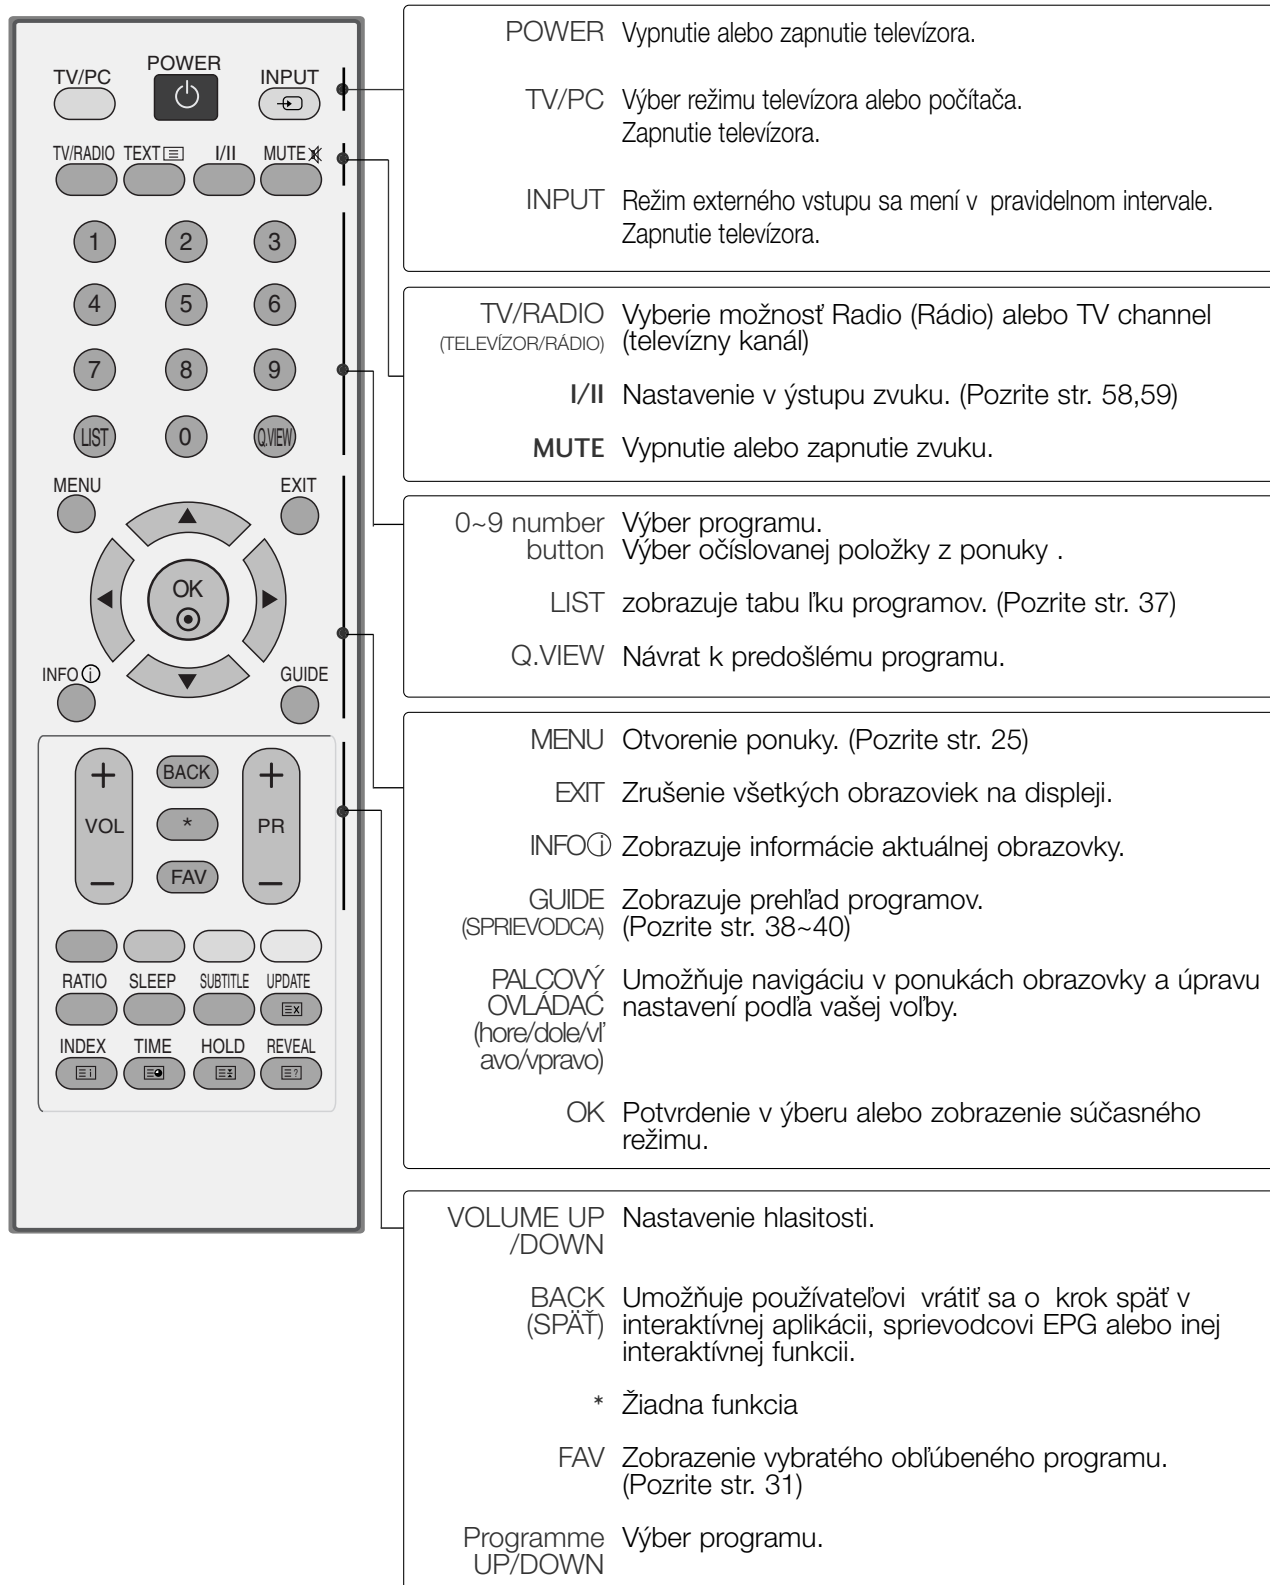 TV/PC POWER INPUT
TV/RADIO TEXT I/II MUTE
1 2 3
4 5 6
7 8 9
LIST 0 Q.VIEW
MENU EXIT
OK
INFO i GUIDE
+ BACK +
VOL * PR
− FAV −
RATIO SLEEP SUBTITLE UPDATE
INDEX TIME HOLD REVEAL
POWER Vypnutie alebo zapnutie televízora.
TV/PC Výber režimu televízora alebo počítača.
Zapnutie televízora.
INPUT Režim externého vstupu sa mení v pravidelnom intervale.
Zapnutie televízora.
TV/RADIO Vyberie možnosť Radio (Rádio) alebo TV channel
(TELEVÍZOR/RÁDIO) (televízny kanál)
I/II Nastavenie v ýstupu zvuku. (Pozrite str. 58,59)
MUTE Vypnutie alebo zapnutie zvuku.
0~9 number Výber programu.
button Výber očíslovanej položky z ponuky .
LIST zobrazuje tabu ľku programov. (Pozrite str. 37)
Q.VIEW Návrat k predošlému programu.
MENU Otvorenie ponuky. (Pozrite str. 25)
EXIT Zrušenie všetkých obrazoviek na displeji.
INFO i Zobrazuje informácie aktuálnej obrazovky.
GUIDE Zobrazuje prehľad programov.
(SPRIEVODCA) (Pozrite str. 38~40)
PALCOVÝ Umožňuje navigáciu v ponukách obrazovky a úpravu
OVLÁDAČ nastavení podľa vašej voľby.
(hore/dole/vľ
avo/vpravo)
OK Potvrdenie v ýberu alebo zobrazenie súčasného
režimu.
VOLUME UP Nastavenie hlasitosti.
/DOWN
BACK Umožňuje používateľovi vrátiť sa o krok späť v
(SPÄŤ) interaktívnej aplikácii, sprievodcovi EPG alebo inej
interaktívnej funkcii.
* Žiadna funkcia
FAV Zobrazenie vybratého obľúbeného programu.
(Pozrite str. 31)
Programme Výber programu.
UP/DOWN